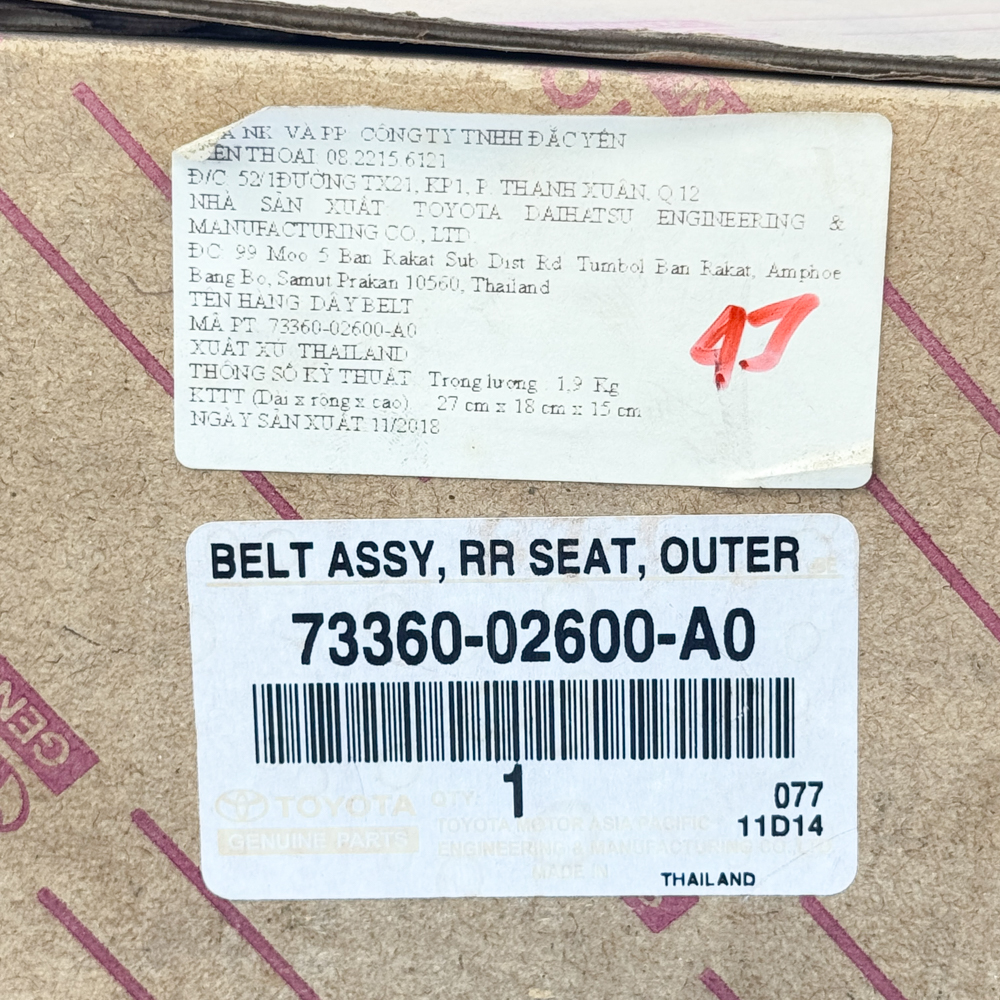 NK VÀ PP CÔNG TY TNHH ĐẮC YẾN
ĐIỆN THOẠI 08.2215.6121
Đ/C 52/1ĐƯỜNG TX21, KP1, P. THẠNH XUÂN, Q 12
NHÀ SẢN XUẤT: TOYOTA DAIHATSU ENGINEERING &
MANUFACTURING CO., LTD.
ĐC: 99 Moo 5 Ban Rakat Sub Dist Rd Tumbol Ban Rakat, Amphoe
Bang Bo, Samut Prakan 10560, Thailand
TÊN HÀNG DÂY BELT
MÃ PT: 73360-02600-A0
XUẤT XỨ: THAILAND
THÔNG SỐ KỸ THUẬT: Trọng lượng : 1,9 Kg
KTTT (Dài x rộng x cao) 27 cm x 18 cm x 15 cm
NGÀY SẢN XUẤT 11/2018
47
BELT ASSY, RR SEAT, OUTER
73360-02600-A0
1
077
11D14
TOYOTA
GENUINE PARTS
QTY:
TOYOTA MOTOR ASIA PACIFIC
ENGINEERING & MANUFACTURING CO., LTD.
MADE IN
THAILAND
GEN